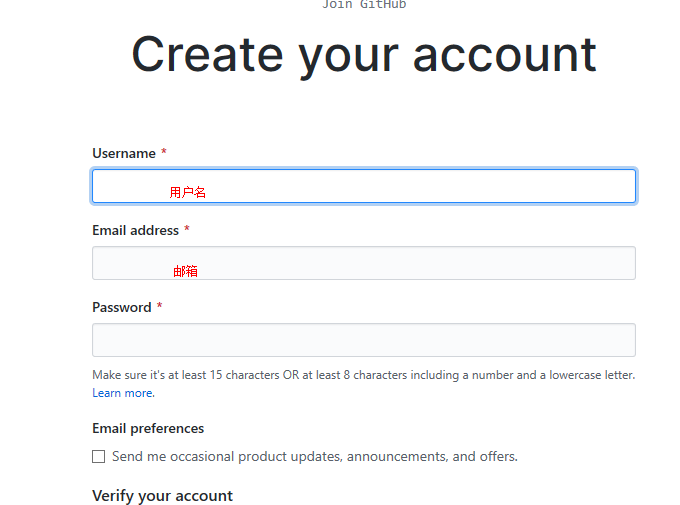 Join GitHub
Create your account
Username *
用户名
Email address *
邮箱
Password *
Make sure it's at least 15 characters OR at least 8 characters including a number and a lowercase letter.
Learn more.
Email preferences
Send me occasional product updates, announcements, and offers.
Verify your account